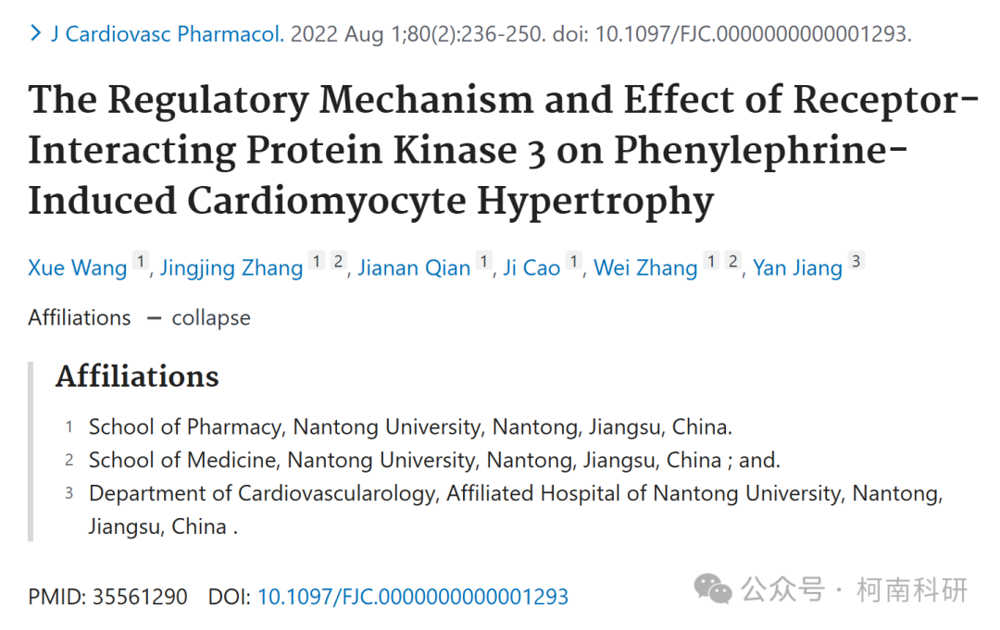 > J Cardiovasc Pharmacol. 2022 Aug 1;80(2):236-250. doi: 10.1097/FJC.0000000000001293.
The Regulatory Mechanism and Effect of Receptor-
Interacting Protein Kinase 3 on Phenylephrine-
Induced Cardiomyocyte Hypertrophy
Xue Wang 1, Jingjing Zhang 1 2, Jianan Qian 1, Ji Cao 1, Wei Zhang 1 2, Yan Jiang 3
Affiliations — collapse
Affiliations
1 School of Pharmacy, Nantong University, Nantong, Jiangsu, China.
2 School of Medicine, Nantong University, Nantong, Jiangsu, China ; and.
3 Department of Cardiovascularology, Affiliated Hospital of Nantong University, Nantong,
Jiangsu, China .
PMID: 35561290 DOI: 10.1097/FJC.0000000000001293
公众号 · 柯南科研